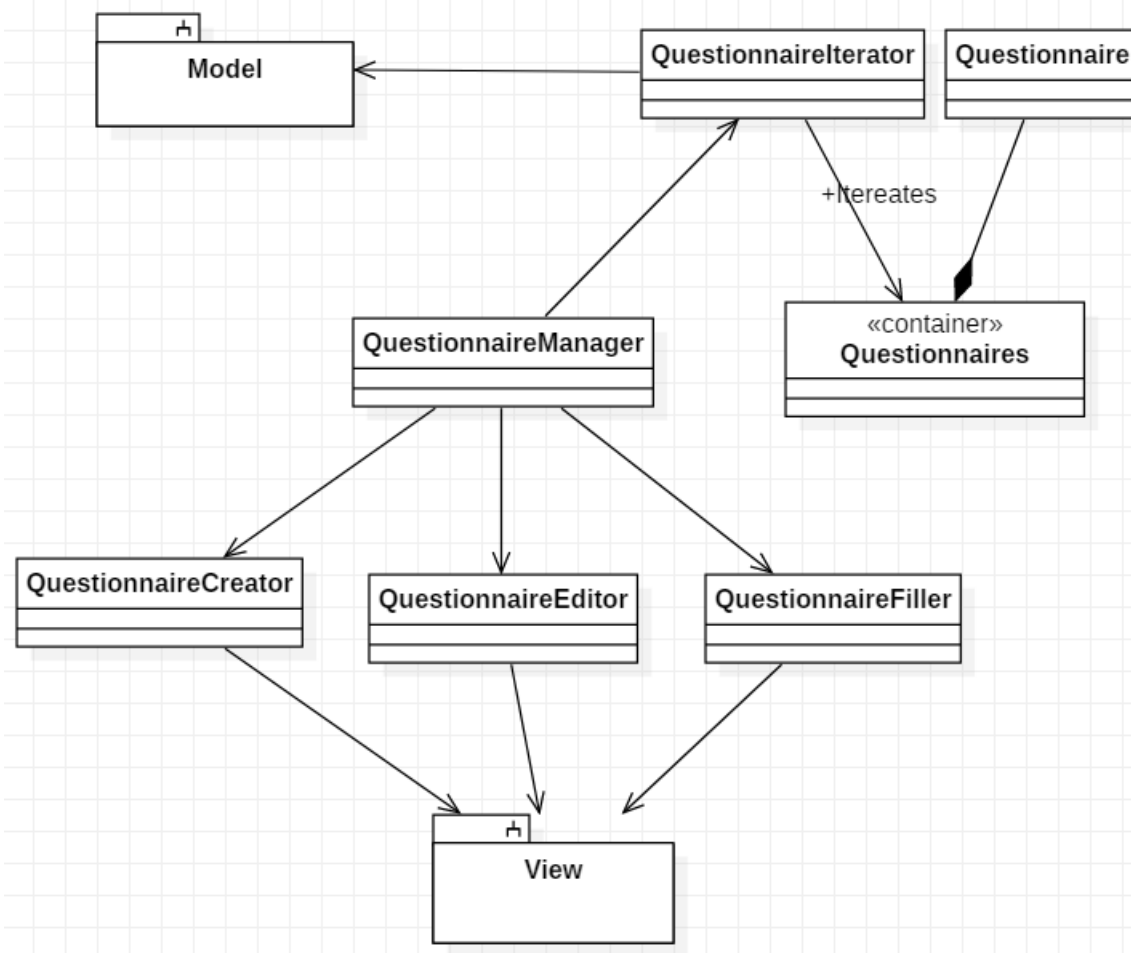 Model
QuestionnaireIterator
Questionnaire
+Itereates
«container»
Questionnaires
QuestionnaireManager
QuestionnaireCreator
QuestionnaireEditor
QuestionnaireFiller
View